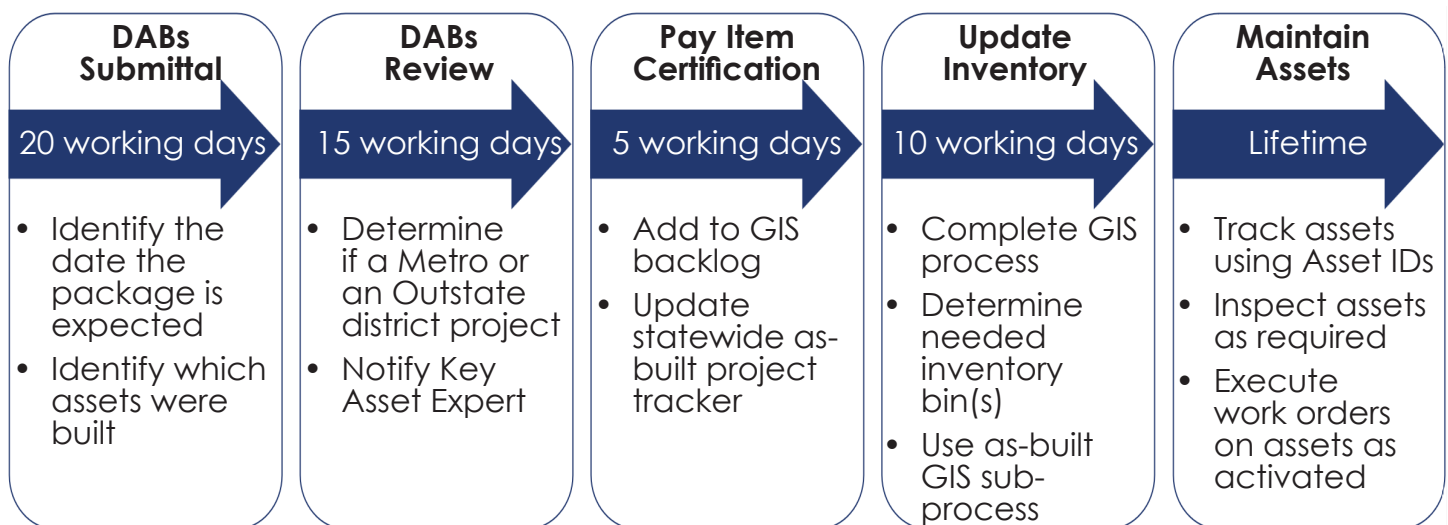 DABs
Submittal
20 working days
• Identify the
date the
package is
expected
• Identify which
assets were
built
DABs
Review
15 working days
• Determine
if a Metro or
an Outstate
district project
• Notify Key
Asset Expert
Pay Item
Certification
5 working days
• Add to GIS
backlog
• Update
statewide as-
built project
tracker
Update
Inventory
10 working days
• Complete GIS
process
• Determine
needed
inventory
bin(s)
• Use as-built
GIS sub-
process
Maintain
Assets
Lifetime
• Track assets
using Asset IDs
• Inspect assets
as required
• Execute
work orders
on assets as
activated